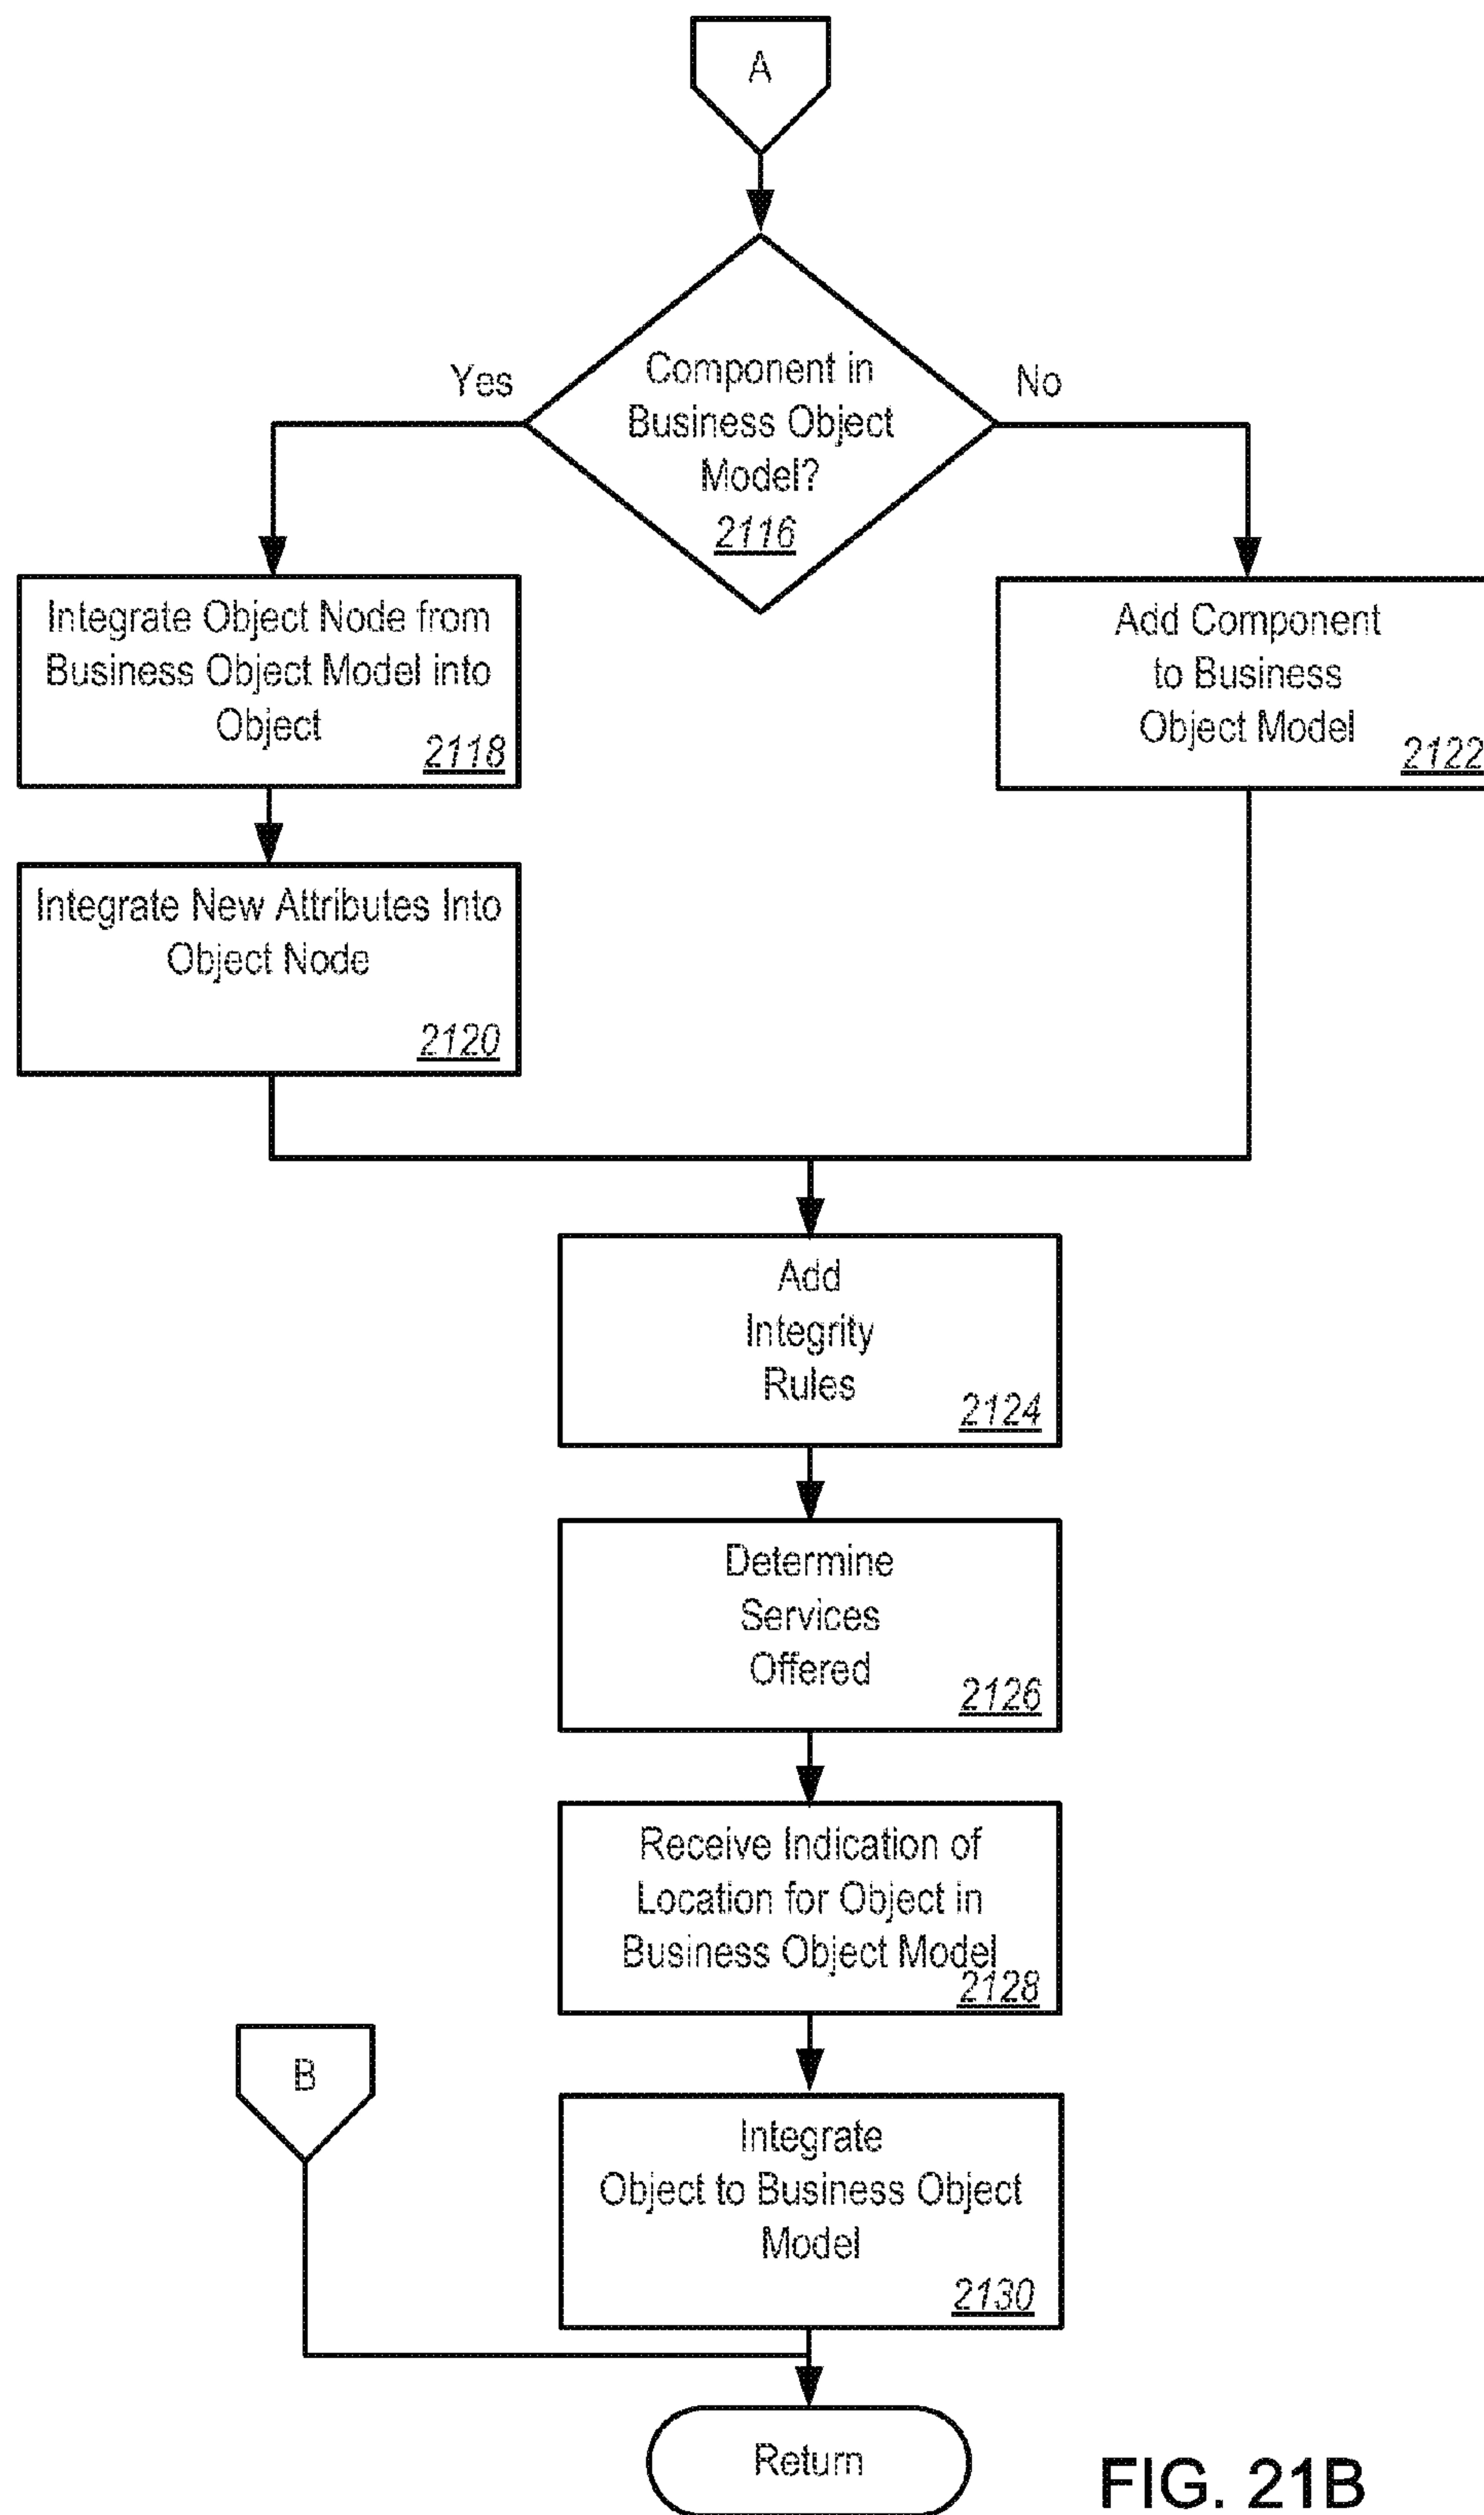 A
Component in
Business Object
Model?
2116
Yes
No
Integrate Object Node from
Business Object Model into
Object
2118
Add Component
to Business
Object Model
2122
Integrate New Attributes Into
Object Node
2120
Add
Integrity
Rules
2124
Determine
Services
Offered
2126
Receive Indication of
Location for Object in
Business Object Model
2128
B
Integrate
Object to Business Object
Model
2130
Return
FIG. 21B